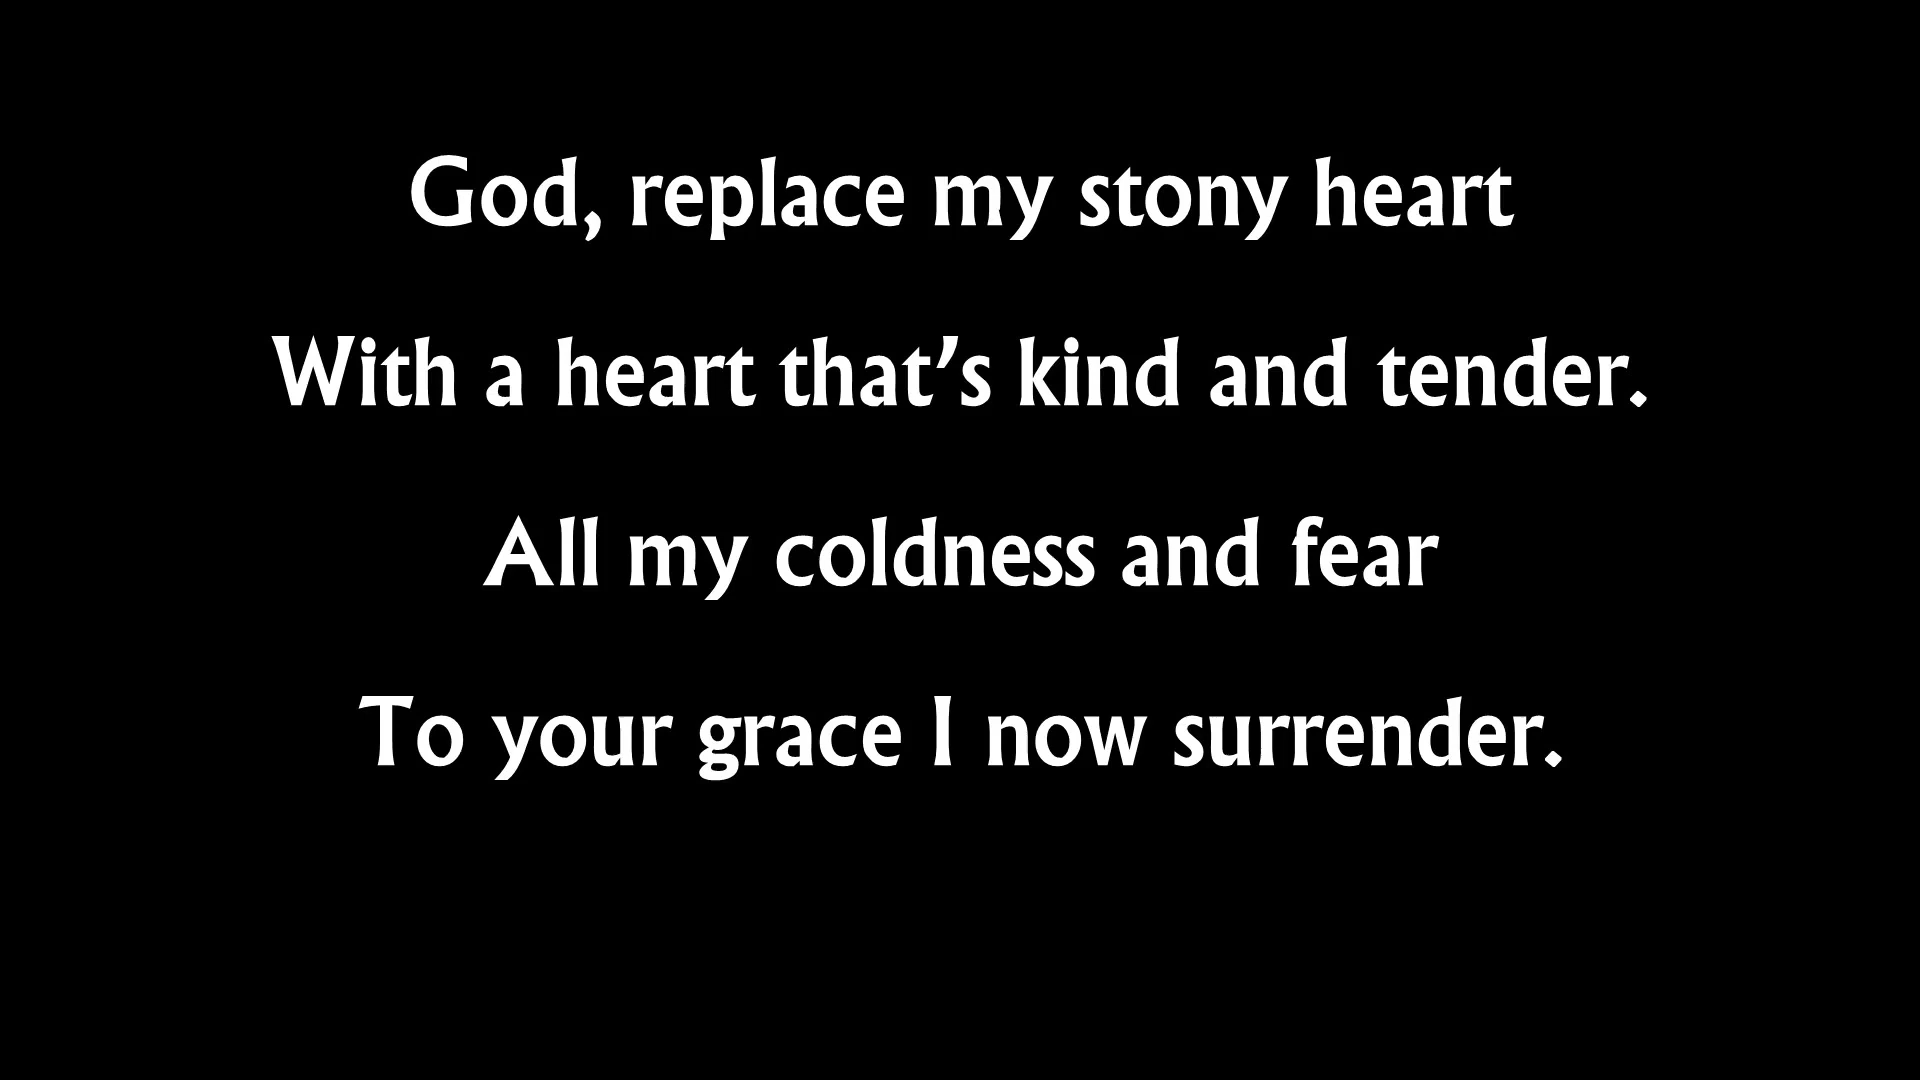 God, replace my stony heart
With a heart that’s kind and tender.
All my coldness and fear
To your grace I now surrender.